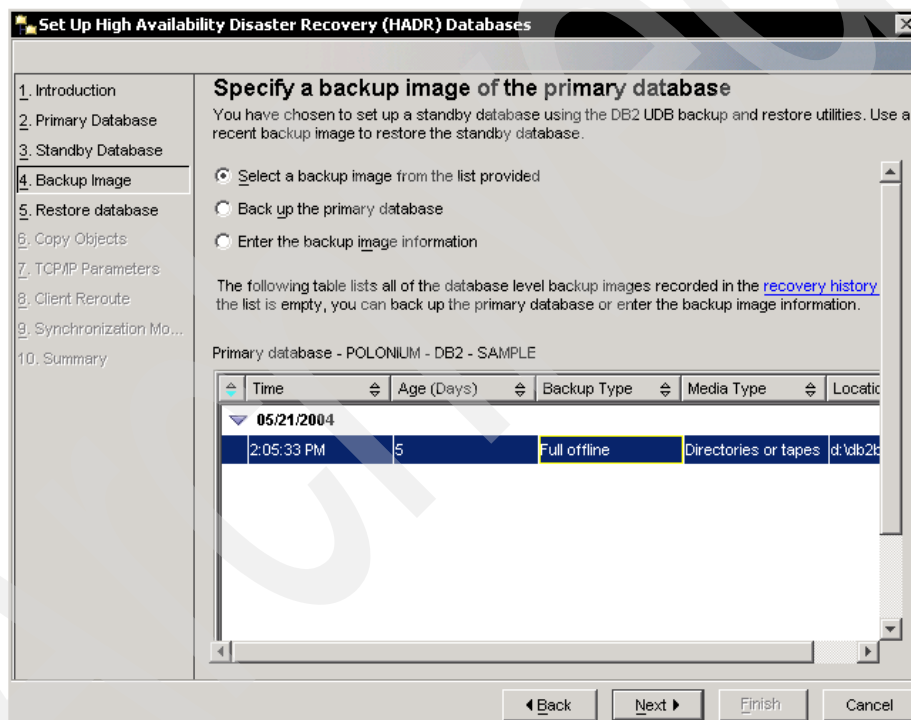 Set Up High Availability Disaster Recovery (HADR) Databases
1. Introduction
2. Primary Database
3. Standby Database
4. Backup Image
5. Restore database
6. Copy Objects
7. TCP/IP Parameters
8. Client Reroute
9. Synchronization Mo...
10. Summary
Specify a backup image of the primary database
You have chosen to set up a standby database using the DB2 UDB backup and restore utilities. Use a
recent backup image to restore the standby database.
Select a backup image from the list provided
Back up the primary database
Enter the backup image information
The following table lists all of the database level backup images recorded in the recovery history
the list is empty, you can back up the primary database or enter the backup image information.
Primary database - POLONIUM - DB2 - SAMPLE
Time Age (Days) Backup Type Media Type Locatic
05/21/2004
2:05:33 PM 5 Full offline Directories or tapes d:\db2b
Back Next Finish Cancel